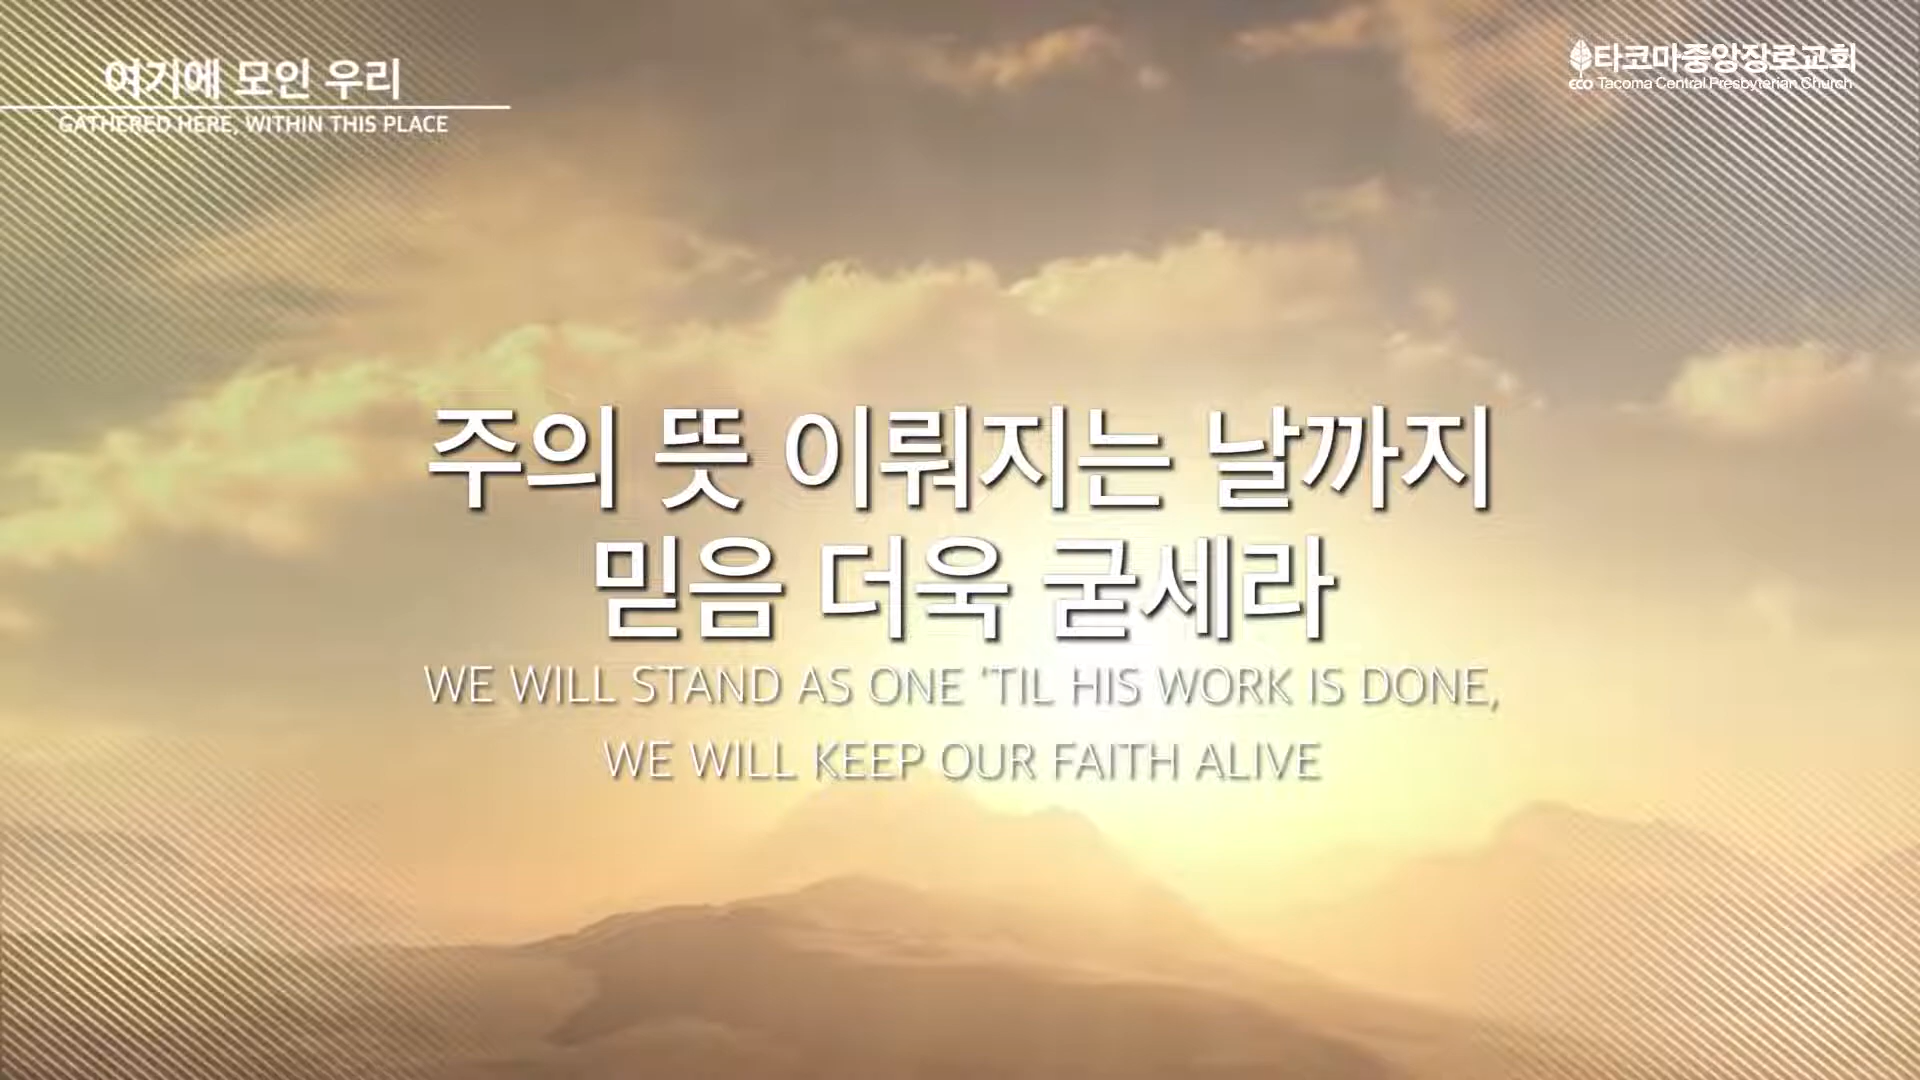 여기에 모인 우리
GATHERED HERE, WITHIN THIS PLACE
타코마중앙장로교회
ECO Tacoma Central Presbyterian Church
주의 뜻 이뤄지는 날까지
믿음 더욱 굳세라
WE WILL STAND AS ONE 'TIL HIS WORK IS DONE,
WE WILL KEEP OUR FAITH ALIVE